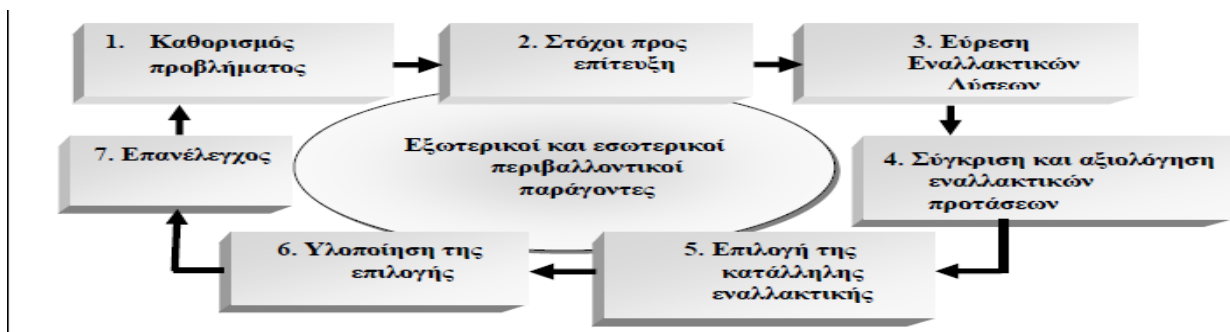 1. Καθορισμός
προβλήματος
2. Στόχοι προς
επίτευξη
3. Εύρεση
Εναλλακτικών
Λύσεων
Εξωτερικοί και εσωτερικοί
περιβαλλοντικοί
παράγοντες
7. Επανέλεγχος
4. Σύγκριση και αξιολόγηση
εναλλακτικών
προτάσεων
6. Υλοποίηση της
επιλογής
5. Επιλογή της
κατάλληλης
εναλλακτικής